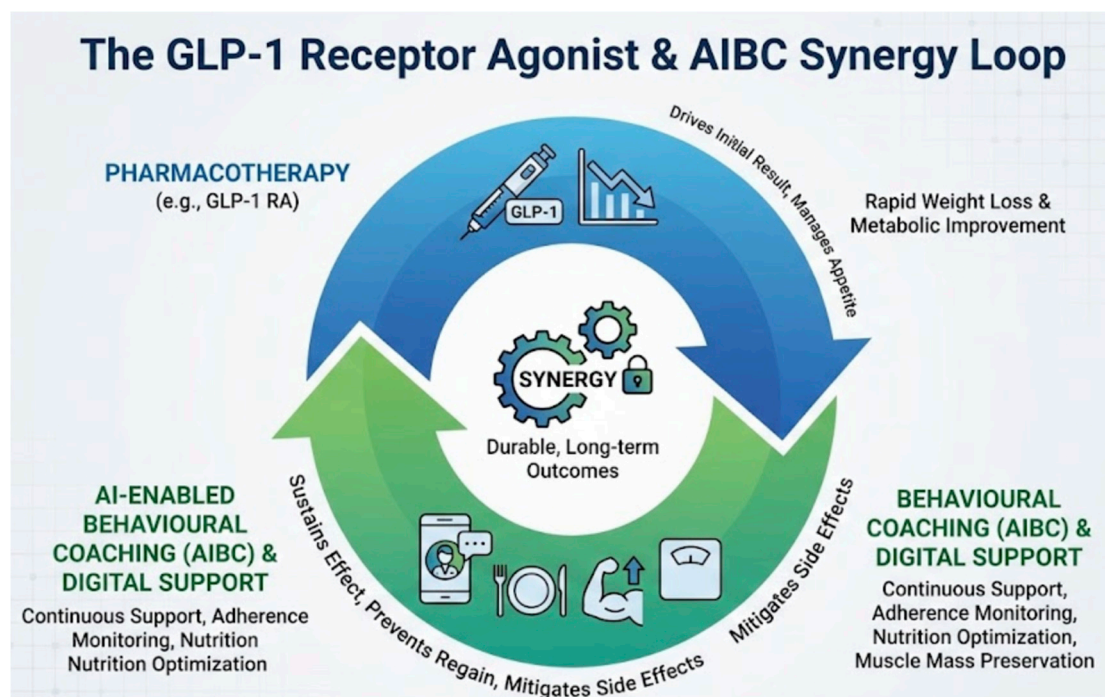 The GLP-1 Receptor Agonist & AIBC Synergy Loop
PHARMACOTHERAPY
(e.g., GLP-1 RA)
GLP-1
Drives Initial Result, Manages Appetite
Rapid Weight Loss &
Metabolic Improvement
SYNERGY
Durable, Long-term
Outcomes
AI-ENABLED
BEHAVIOURAL
COACHING (AIBC) &
DIGITAL SUPPORT
Continuous Support, Adherence
Monitoring, Nutrition
Nutrition Optimization
Sustains Effect, Prevents Regain, Mitigates Side Effects
Mitigates Side Effects
BEHAVIOURAL
COACHING (AIBC) &
DIGITAL SUPPORT
Continuous Support,
Adherence Monitoring,
Nutrition Optimization,
Muscle Mass Preservation